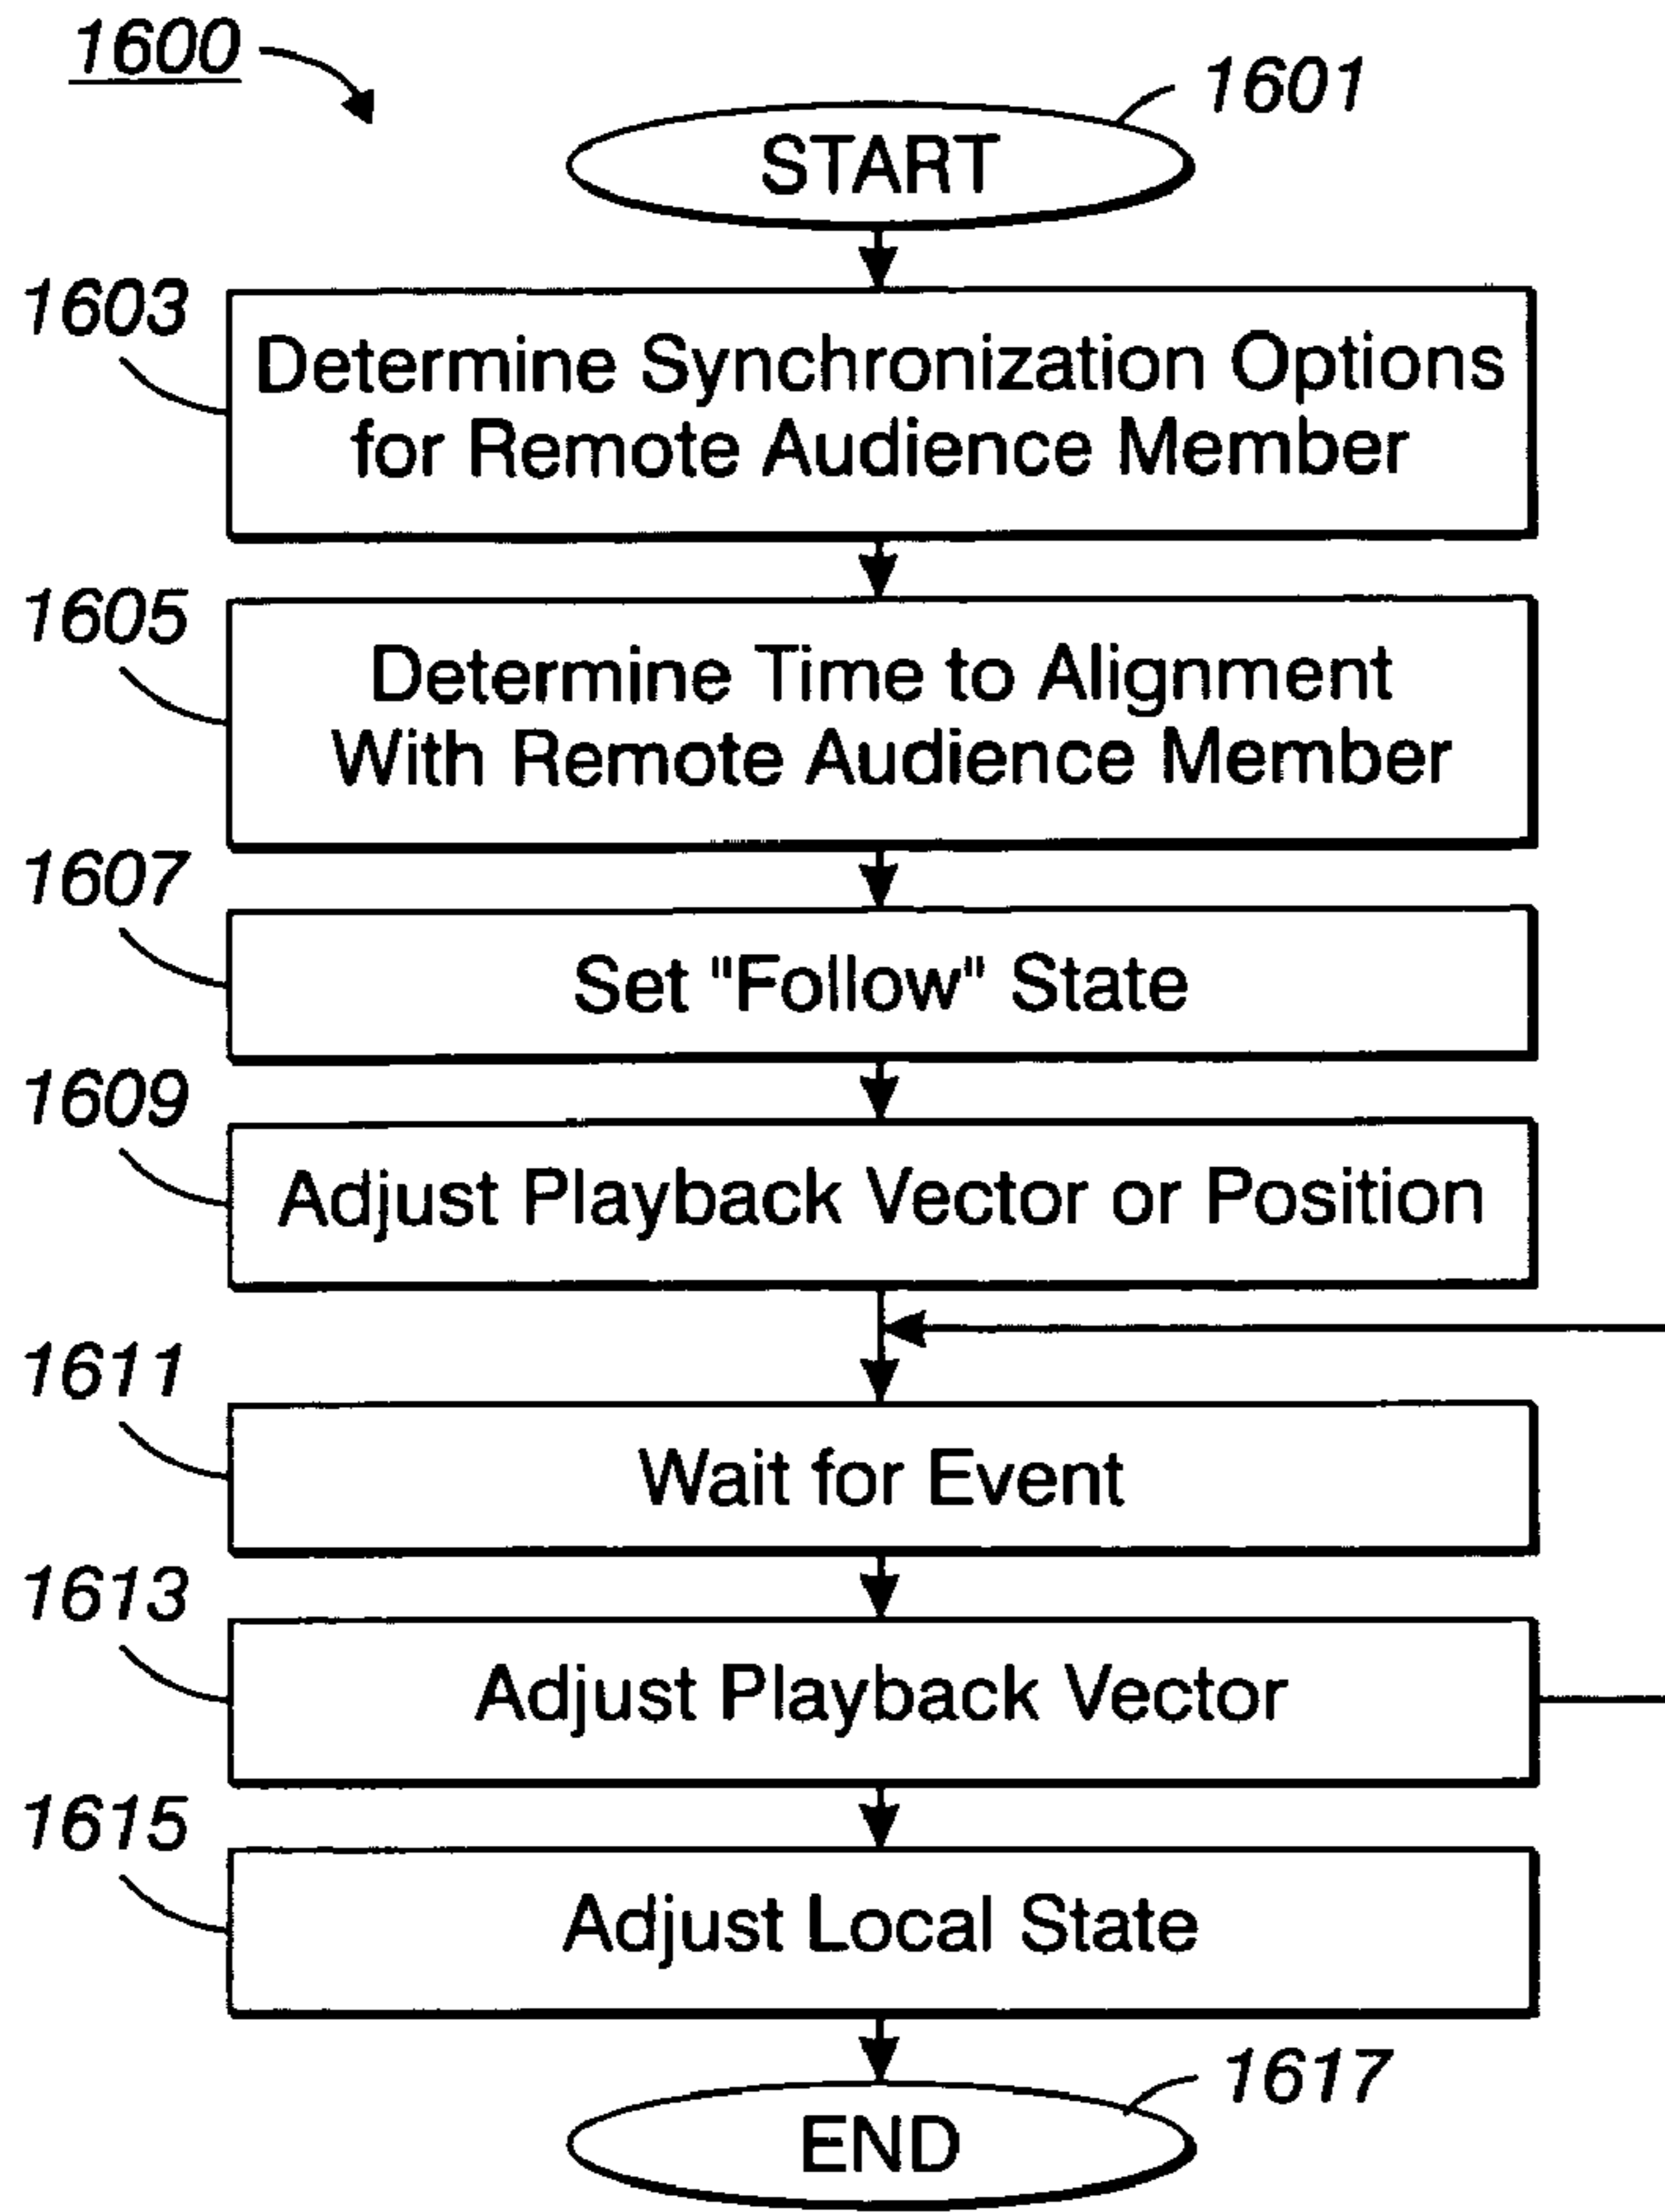 1600
1601
START
1603
Determine Synchronization Options
for Remote Audience Member
1605
Determine Time to Alignment
With Remote Audience Member
1607
Set "Follow" State
1609
Adjust Playback Vector or Position
1611
Wait for Event
1613
Adjust Playback Vector
1615
Adjust Local State
1617
END